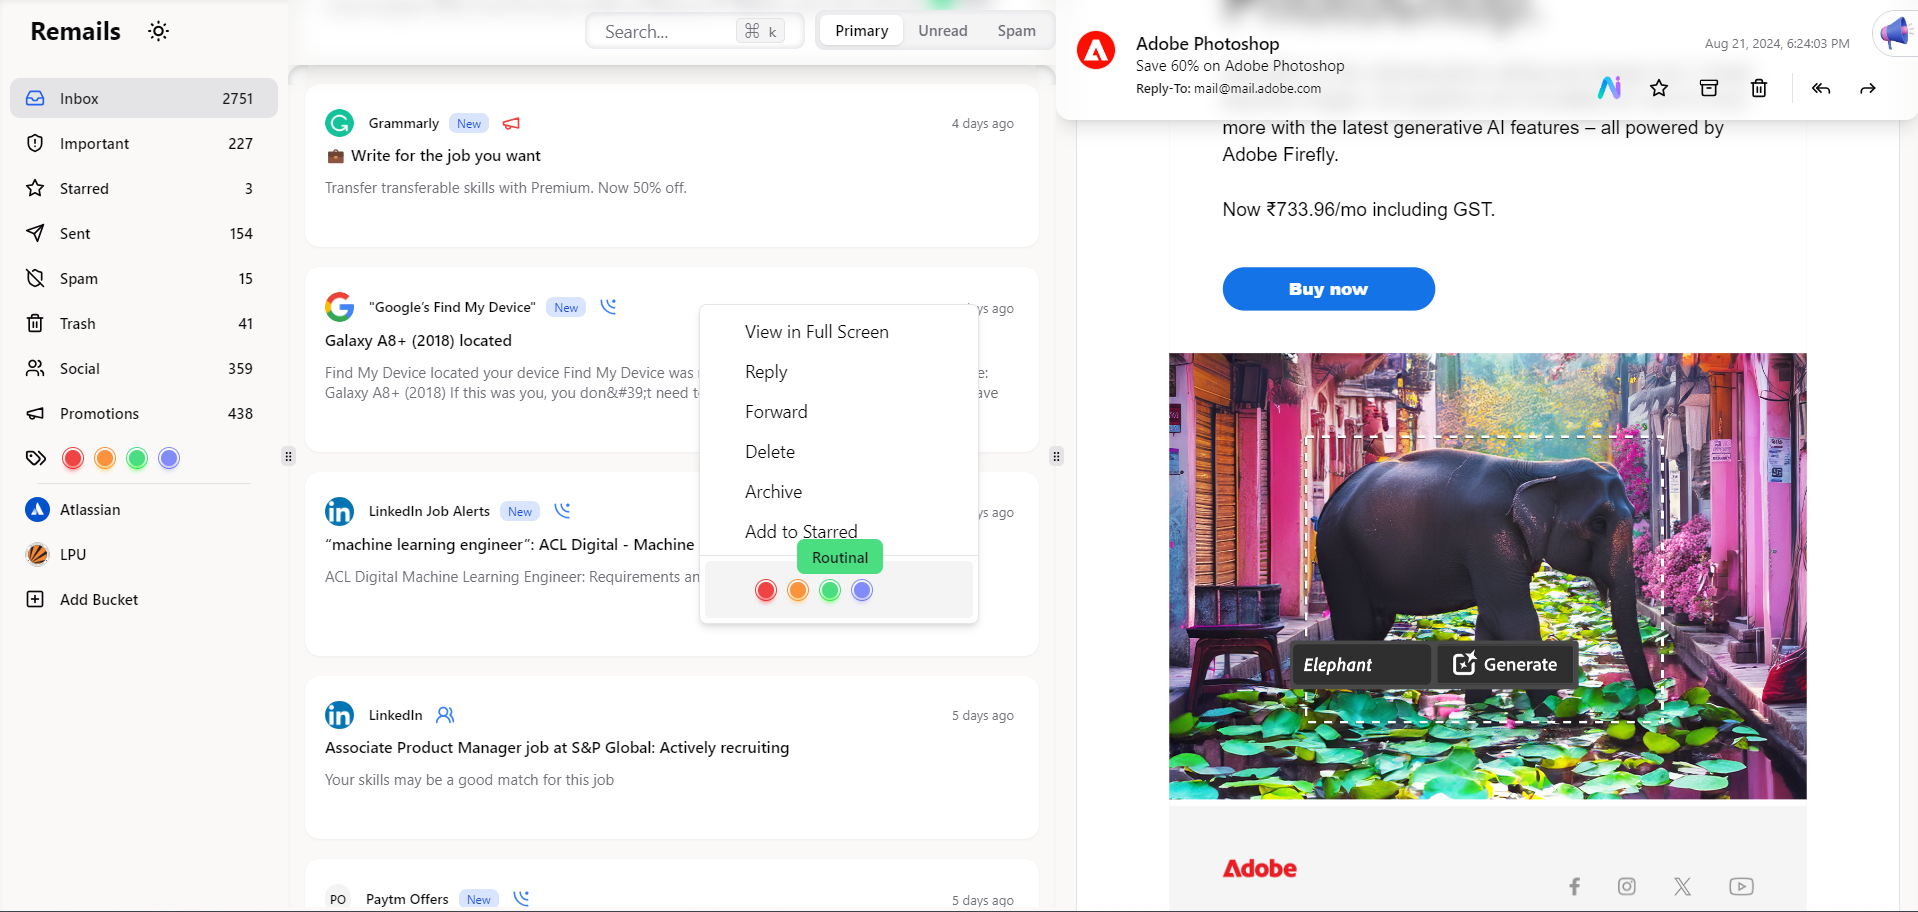 Remails
Inbox 2751
Important 227
Starred 3
Sent 154
Spam 15
Trash 41
Social 359
Promotions 438
Atlassian
LPU
Add Bucket
Search... ⌘ k
Primary Unread Spam
Grammarly New 4 days ago
💼 Write for the job you want
Transfer transferable skills with Premium. Now 50% off.
"Google's Find My Device" New ys ago
Galaxy A8+ (2018) located
Find My Device located your device Find My Device was e:
Galaxy A8+ (2018) If this was you, you don&#39;t need t ave
LinkedIn Job Alerts New ys ago
“machine learning engineer”: ACL Digital - Machine
ACL Digital Machine Learning Engineer: Requirements an
LinkedIn 5 days ago
Associate Product Manager job at S&P Global: Actively recruiting
Your skills may be a good match for this job
PO Paytm Offers New 5 days ago
View in Full Screen
Reply
Forward
Delete
Archive
Add to Starred
Routinal
Adobe Photoshop
Save 60% on Adobe Photoshop
Reply-To: mail@mail.adobe.com
Aug 21, 2024, 6:24:03 PM
more with the latest generative AI features – all powered by
Adobe Firefly.
Now ₹733.96/mo including GST.
Buy now
Elephant Generate
Adobe